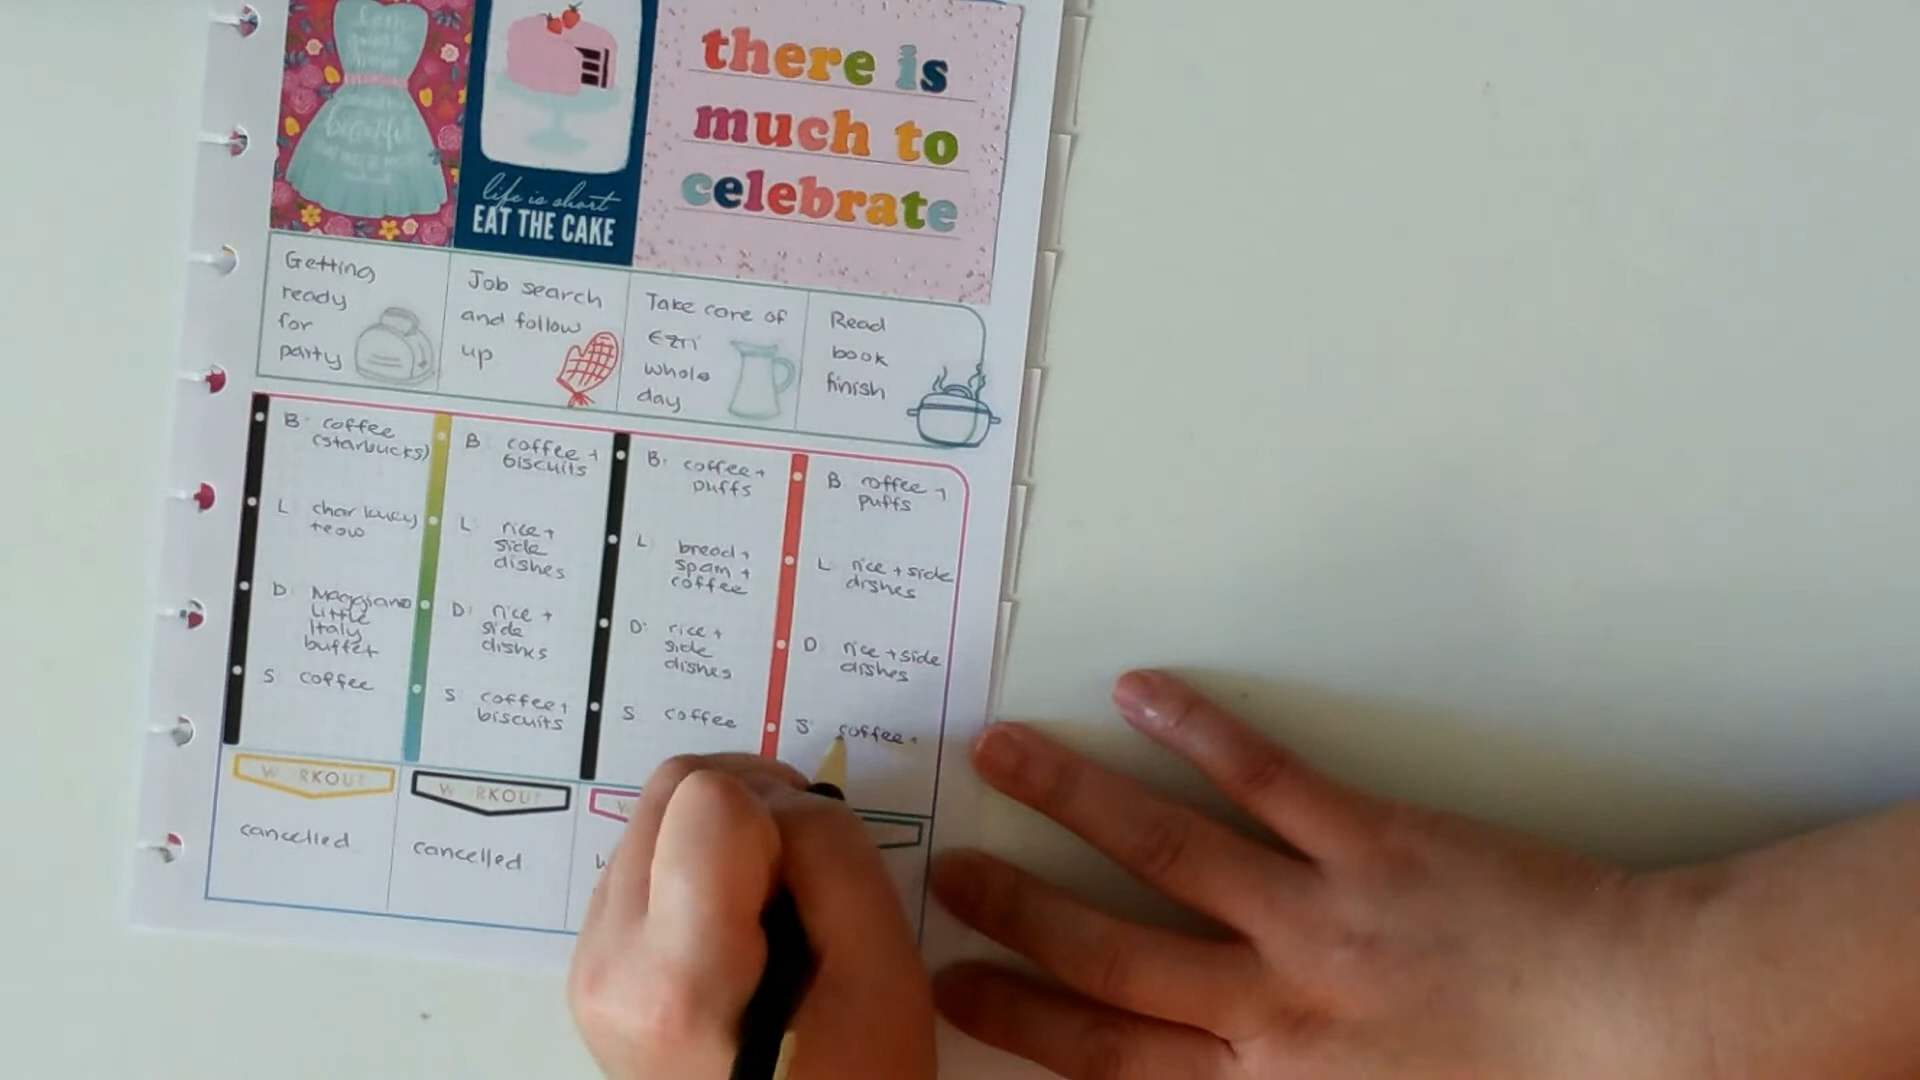 there is
much to
celebrate
life is short
EAT THE CAKE
Getting
ready
for
party
Job search
and follow
up
Take care of
Ezri
whole
day
Read
book
finish
B: coffee
(starbucks)
L char kuey
teow
D: Maggiano
Little
Italy
buffet
S coffee
B coffee +
biscuits
L: rice +
side
dishes
D: rice +
side
dishes
S coffee +
biscuits
B: coffee +
puffs
L: bread +
spam +
coffee
D: rice +
side
dishes
S coffee
B coffee +
puffs
L rice + side
dishes
D rice + side
dishes
S: coffee +
W RKOU
cancelled
W RKOU
cancelled
W